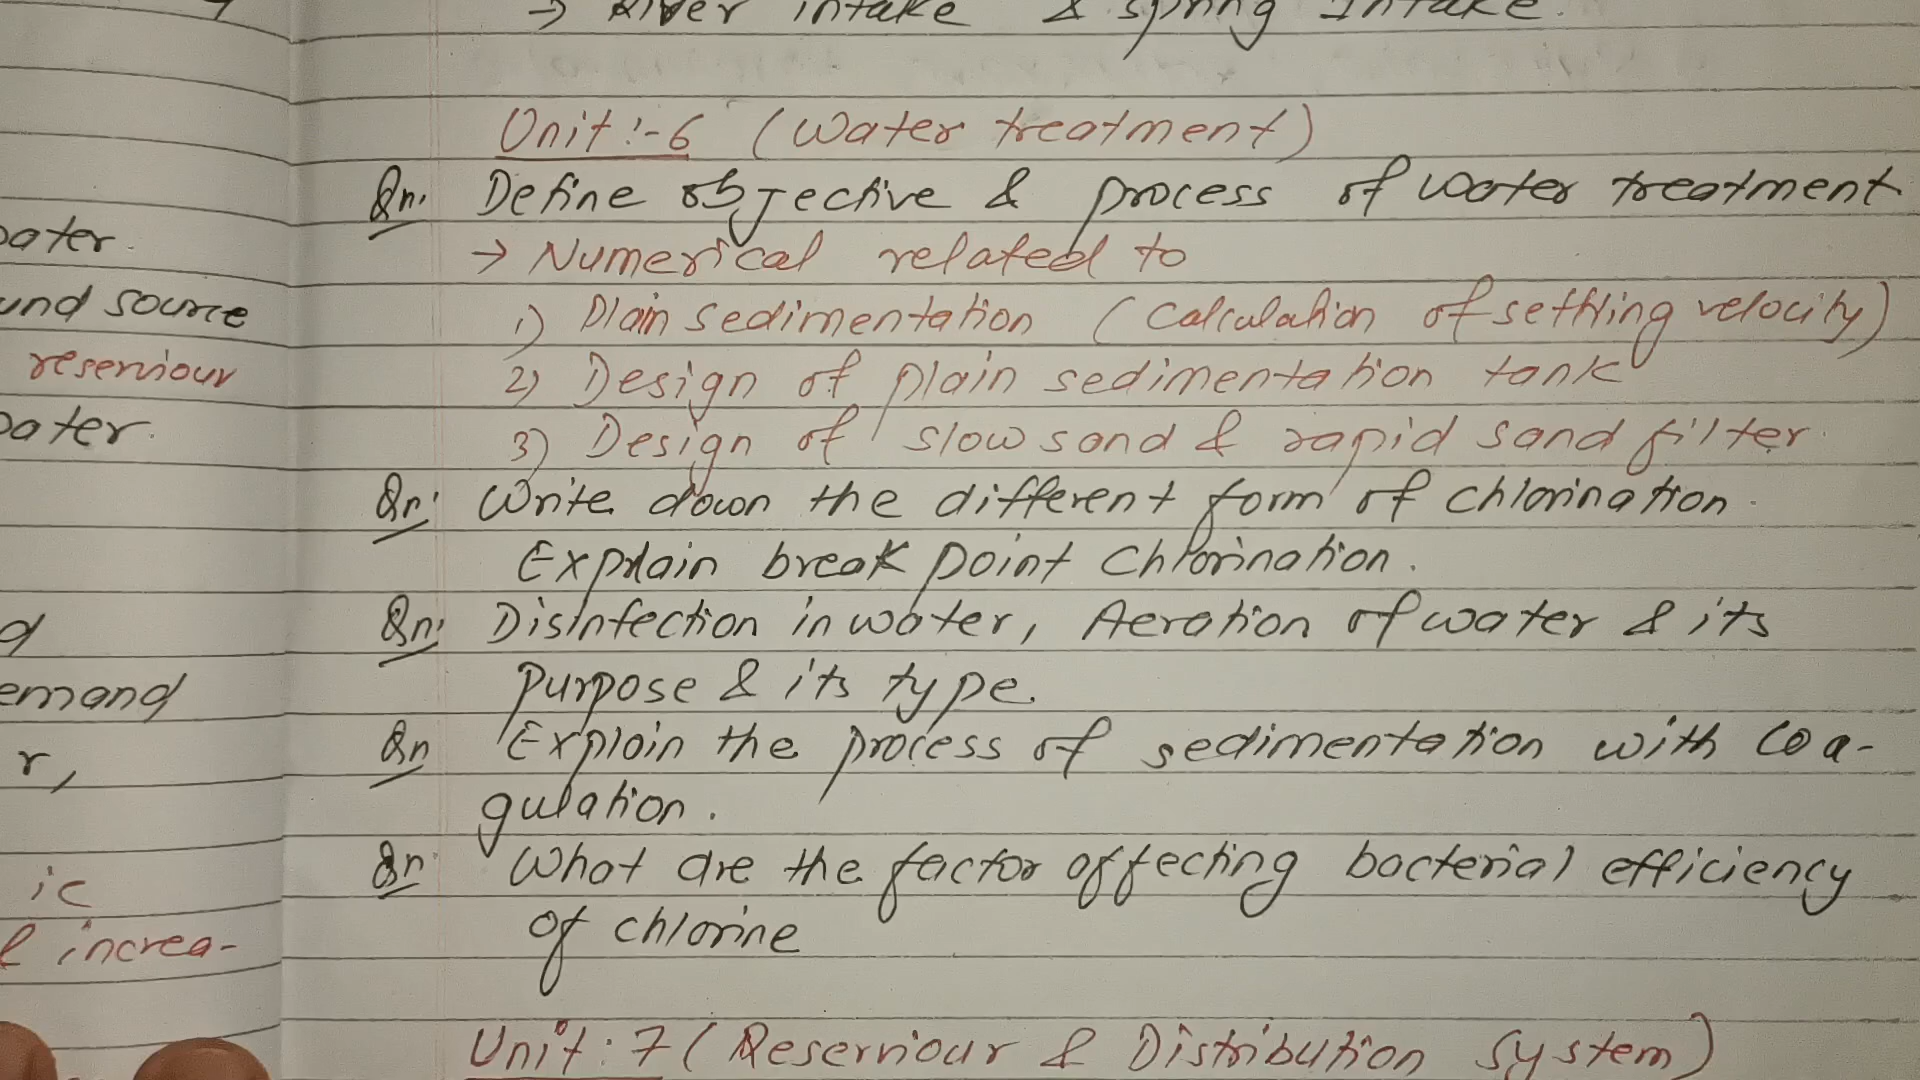 → River intake & spring Intake.
Unit:-6 (Water treatment)
Qn. Define objective & process of water treatment
→ Numerical related to
1) Plain sedimentation (Calculation of settling velocity)
2) Design of plain sedimentation tank
3) Design of slow sand & rapid sand filter.
Qn: Write down the different form of chlorination.
Explain break point Chlorination.
Qn: Disinfection in water, Aeration of water & its
purpose & its type.
Qn Explain the process of sedimentation with Coa-
gulation.
Qn What are the factor affecting bacterial efficiency
of chlorine
Unit: 7 (Reserviour & Distribution System)
ater.
und source
reserviour
ater.
d
emand
r,
ic
l increa-